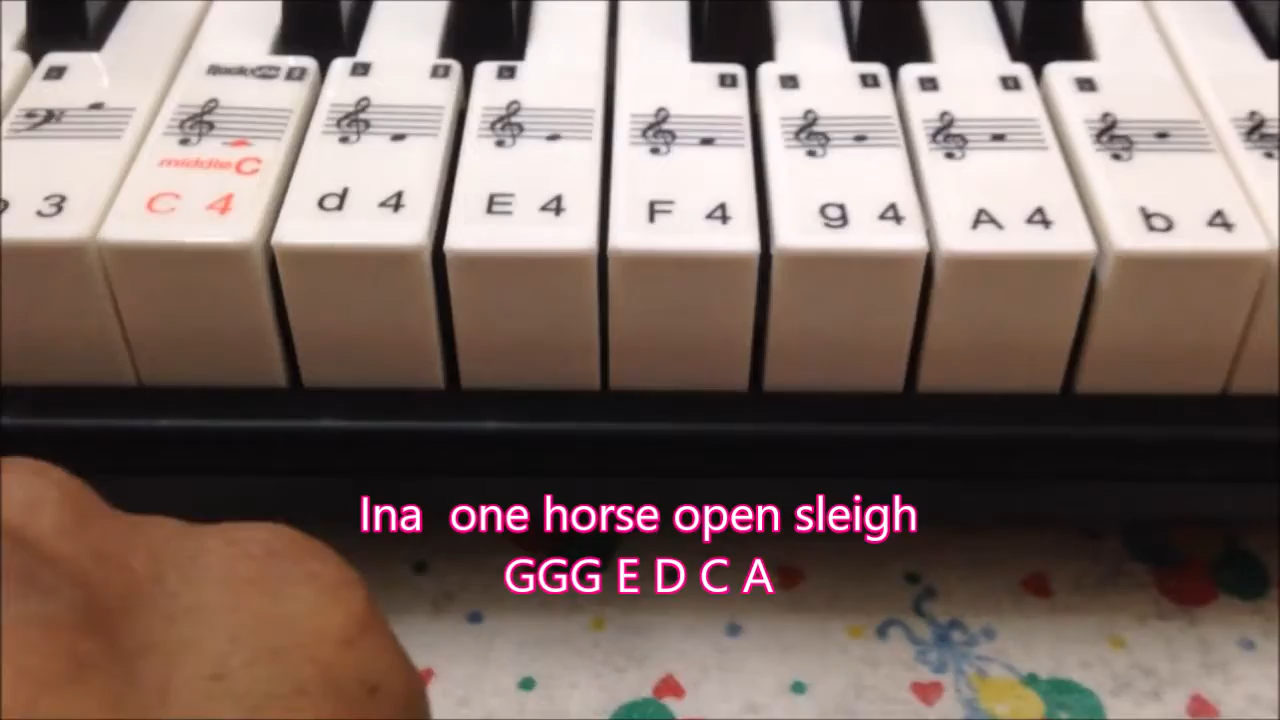 middle C
3
C 4
d 4
E 4
F 4
g 4
A 4
b 4
Ina one horse open sleigh
GGG E D C A